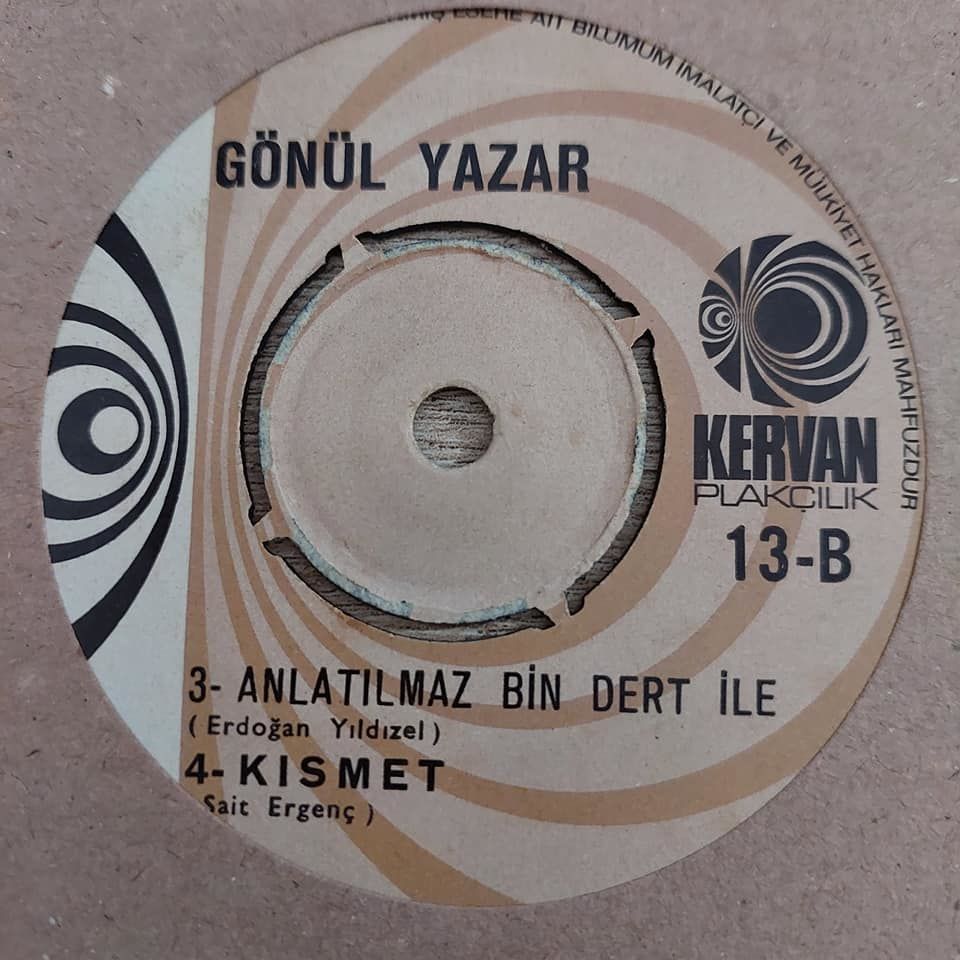 ESERE AİT BİLUMUM İMALATÇI VE MÜLKİYET HAKLARI MAHFUZDUR
GÖNÜL YAZAR
KERVAN
PLAKÇILIK
13-B
3- ANLATILMAZ BİN DERT İLE
(Erdoğan Yıldızel)
4- KISMET
Sait Ergenç)